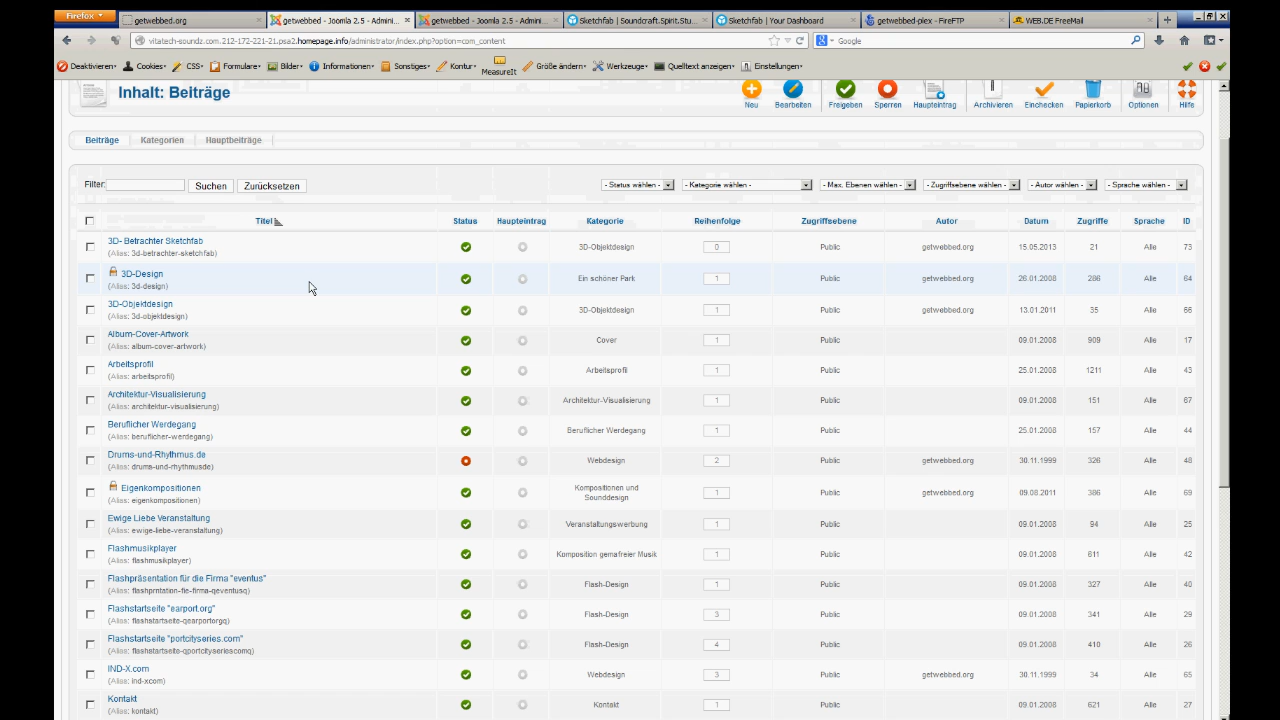 Firefox
getwebbed.org
getwebbed - Joomla 2.5 - Admini...
getwebbed - Joomla 2.5 - Admini...
Sketchfab | Soundcraft.Spirit.Stu...
Sketchfab | Your Dashboard
getwebbed-plex - FireFTP
WEB.DE FreeMail
vitatech-soundz.com.212-172-221-21.psa2.homepage.info/administrator/index.php?option=com_content
Google
Deaktivieren Cookies CSS Formulare Bilder Informationen Sonstiges Kontur MeasureIt Größe ändern Werkzeuge Quelltext anzeigen Einstellungen
Inhalt: Beiträge
Neu Bearbeiten Freigeben Sperren Haupteintrag Archivieren Einchecken Papierkorb Optionen Hilfe
Beiträge Kategorien Hauptbeiträge
Filter: Suchen Zurücksetzen - Status wählen - - Kategorie wählen - - Max. Ebenen wählen - - Zugriffsebene wählen - - Autor wählen - - Sprache wählen -
Titel Status Haupteintrag Kategorie Reihenfolge Zugriffsebene Autor Datum Zugriffe Sprache ID
3D- Betrachter Sketchfab
(Alias: 3d-betrachter-sketchfab)
3D-Objektdesign 0 Public getwebbed.org 15.05.2013 21 Alle 73
3D-Design
(Alias: 3d-design)
Ein schöner Park 1 Public getwebbed.org 26.01.2008 286 Alle 64
3D-Objektdesign
(Alias: 3d-objektdesign)
3D-Objektdesign 1 Public getwebbed.org 13.01.2011 35 Alle 66
Album-Cover-Artwork
(Alias: album-cover-artwork)
Cover 1 Public 09.01.2008 909 Alle 17
Arbeitsprofil
(Alias: arbeitsprofil)
Arbeitsprofil 1 Public 25.01.2008 1211 Alle 43
Architektur-Visualisierung
(Alias: architektur-visualisierung)
Architektur-Visualisierung 1 Public 09.01.2008 151 Alle 67
Beruflicher Werdegang
(Alias: beruflicher-werdegang)
Beruflicher Werdegang 1 Public 25.01.2008 157 Alle 44
Drums-und-Rhythmus.de
(Alias: drums-und-rhythmusde)
Webdesign 2 Public getwebbed.org 30.11.1999 326 Alle 48
Eigenkompositionen
(Alias: eigenkompositionen)
Kompositionen und Sounddesign 1 Public getwebbed.org 09.08.2011 386 Alle 69
Ewige Liebe Veranstaltung
(Alias: ewige-liebe-veranstaltung)
Veranstaltungswerbung 1 Public 09.01.2008 94 Alle 25
Flashmusikplayer
(Alias: flashmusikplayer)
Komposition gemafreier Musik 1 Public 09.01.2008 611 Alle 42
Flashpräsentation für die Firma "eventus"
(Alias: flashprntation-fie-firma-qeventusq)
Flash-Design 1 Public 09.01.2008 327 Alle 40
Flashstartseite "earport.org"
(Alias: flashstartseite-qearportorgq)
Flash-Design 3 Public 09.01.2008 341 Alle 29
Flashstartseite "portcityseries.com"
(Alias: flashstartseite-qportcityseriescomq)
Flash-Design 4 Public 09.01.2008 410 Alle 26
IND-X.com
(Alias: ind-xcom)
Webdesign 3 Public getwebbed.org 30.11.1999 34 Alle 65
Kontakt
(Alias: kontakt)
Kontakt 1 Public 09.01.2008 621 Alle 27